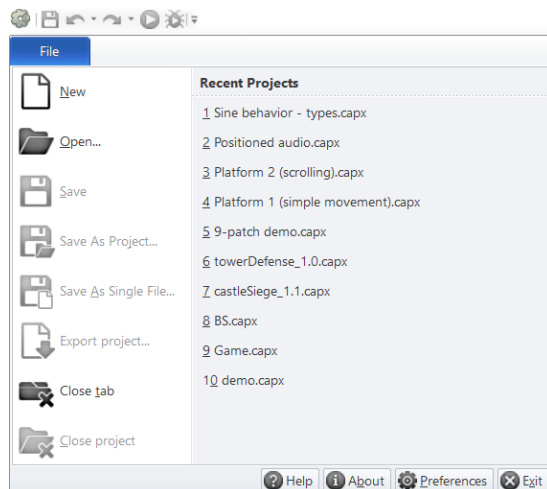 File
New
Open...
Save
Save As Project...
Save As Single File...
Export project...
Close tab
Close project
Recent Projects
1 Sine behavior - types.capx
2 Positioned audio.capx
3 Platform 2 (scrolling).capx
4 Platform 1 (simple movement).capx
5 9-patch demo.capx
6 towerDefense_1.0.capx
7 castleSiege_1.1.capx
8 BS.capx
9 Game.capx
10 demo.capx
Help About Preferences Exit